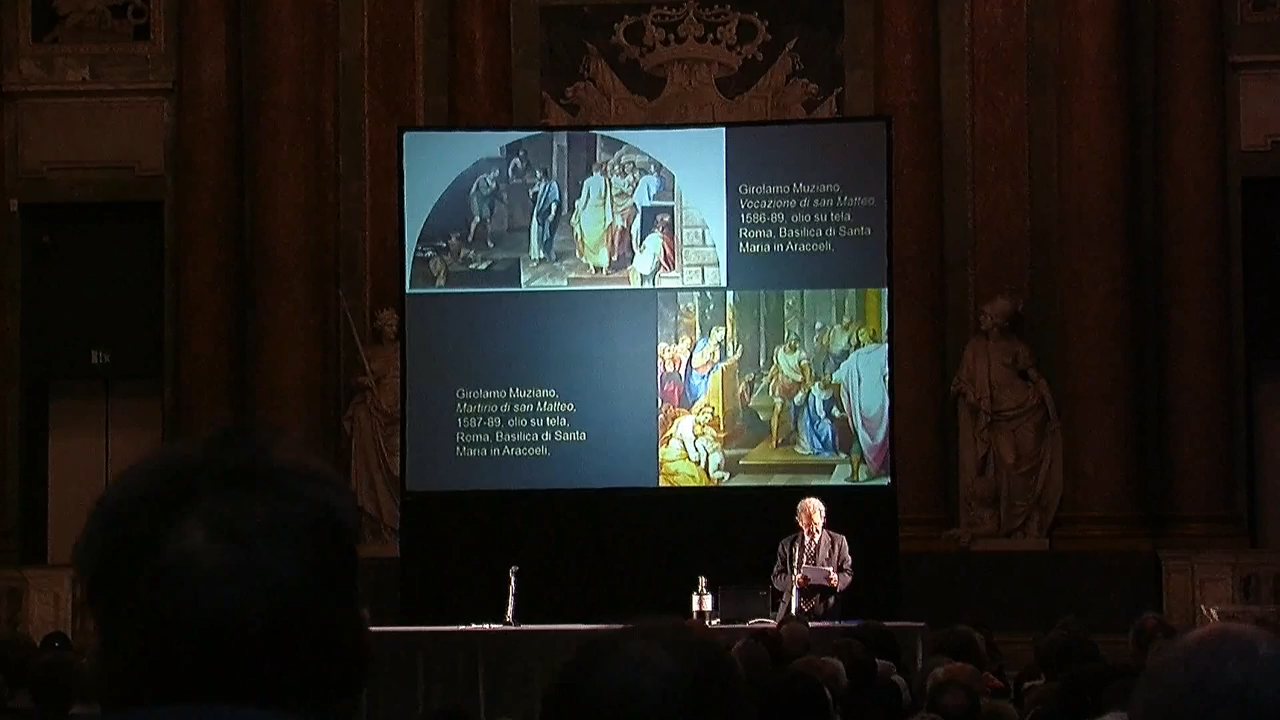 Girolamo Muziano,
Vocazione di san Matteo,
1586-89, olio su tela,
Roma, Basilica di Santa
Maria in Aracoeli,
Girolamo Muziano,
Martirio di san Matteo,
1587-89, olio su tela,
Roma, Basilica di Santa
Maria in Aracoeli,